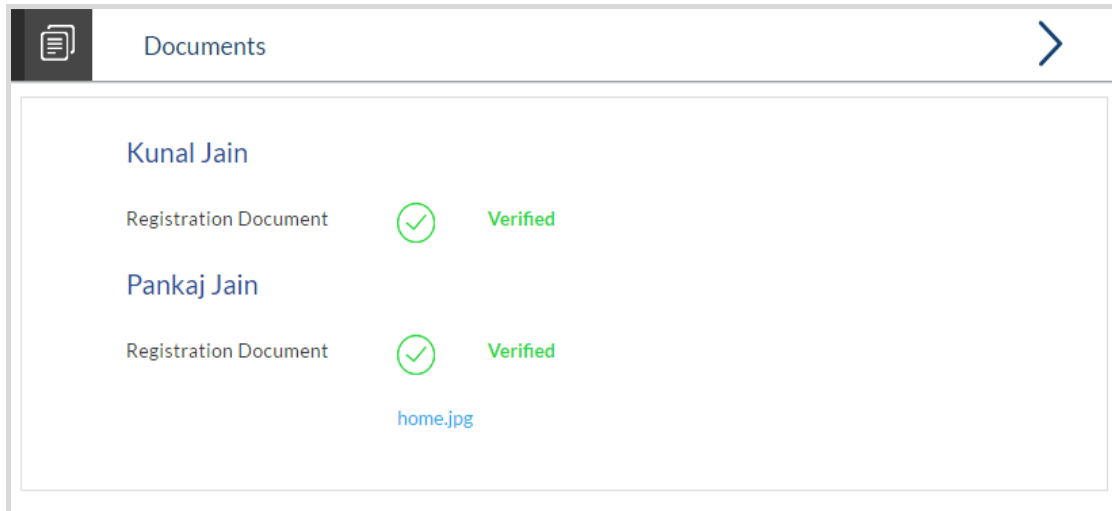 Documents
Kunal Jain
Registration Document Verified
Pankaj Jain
Registration Document Verified
home.jpg